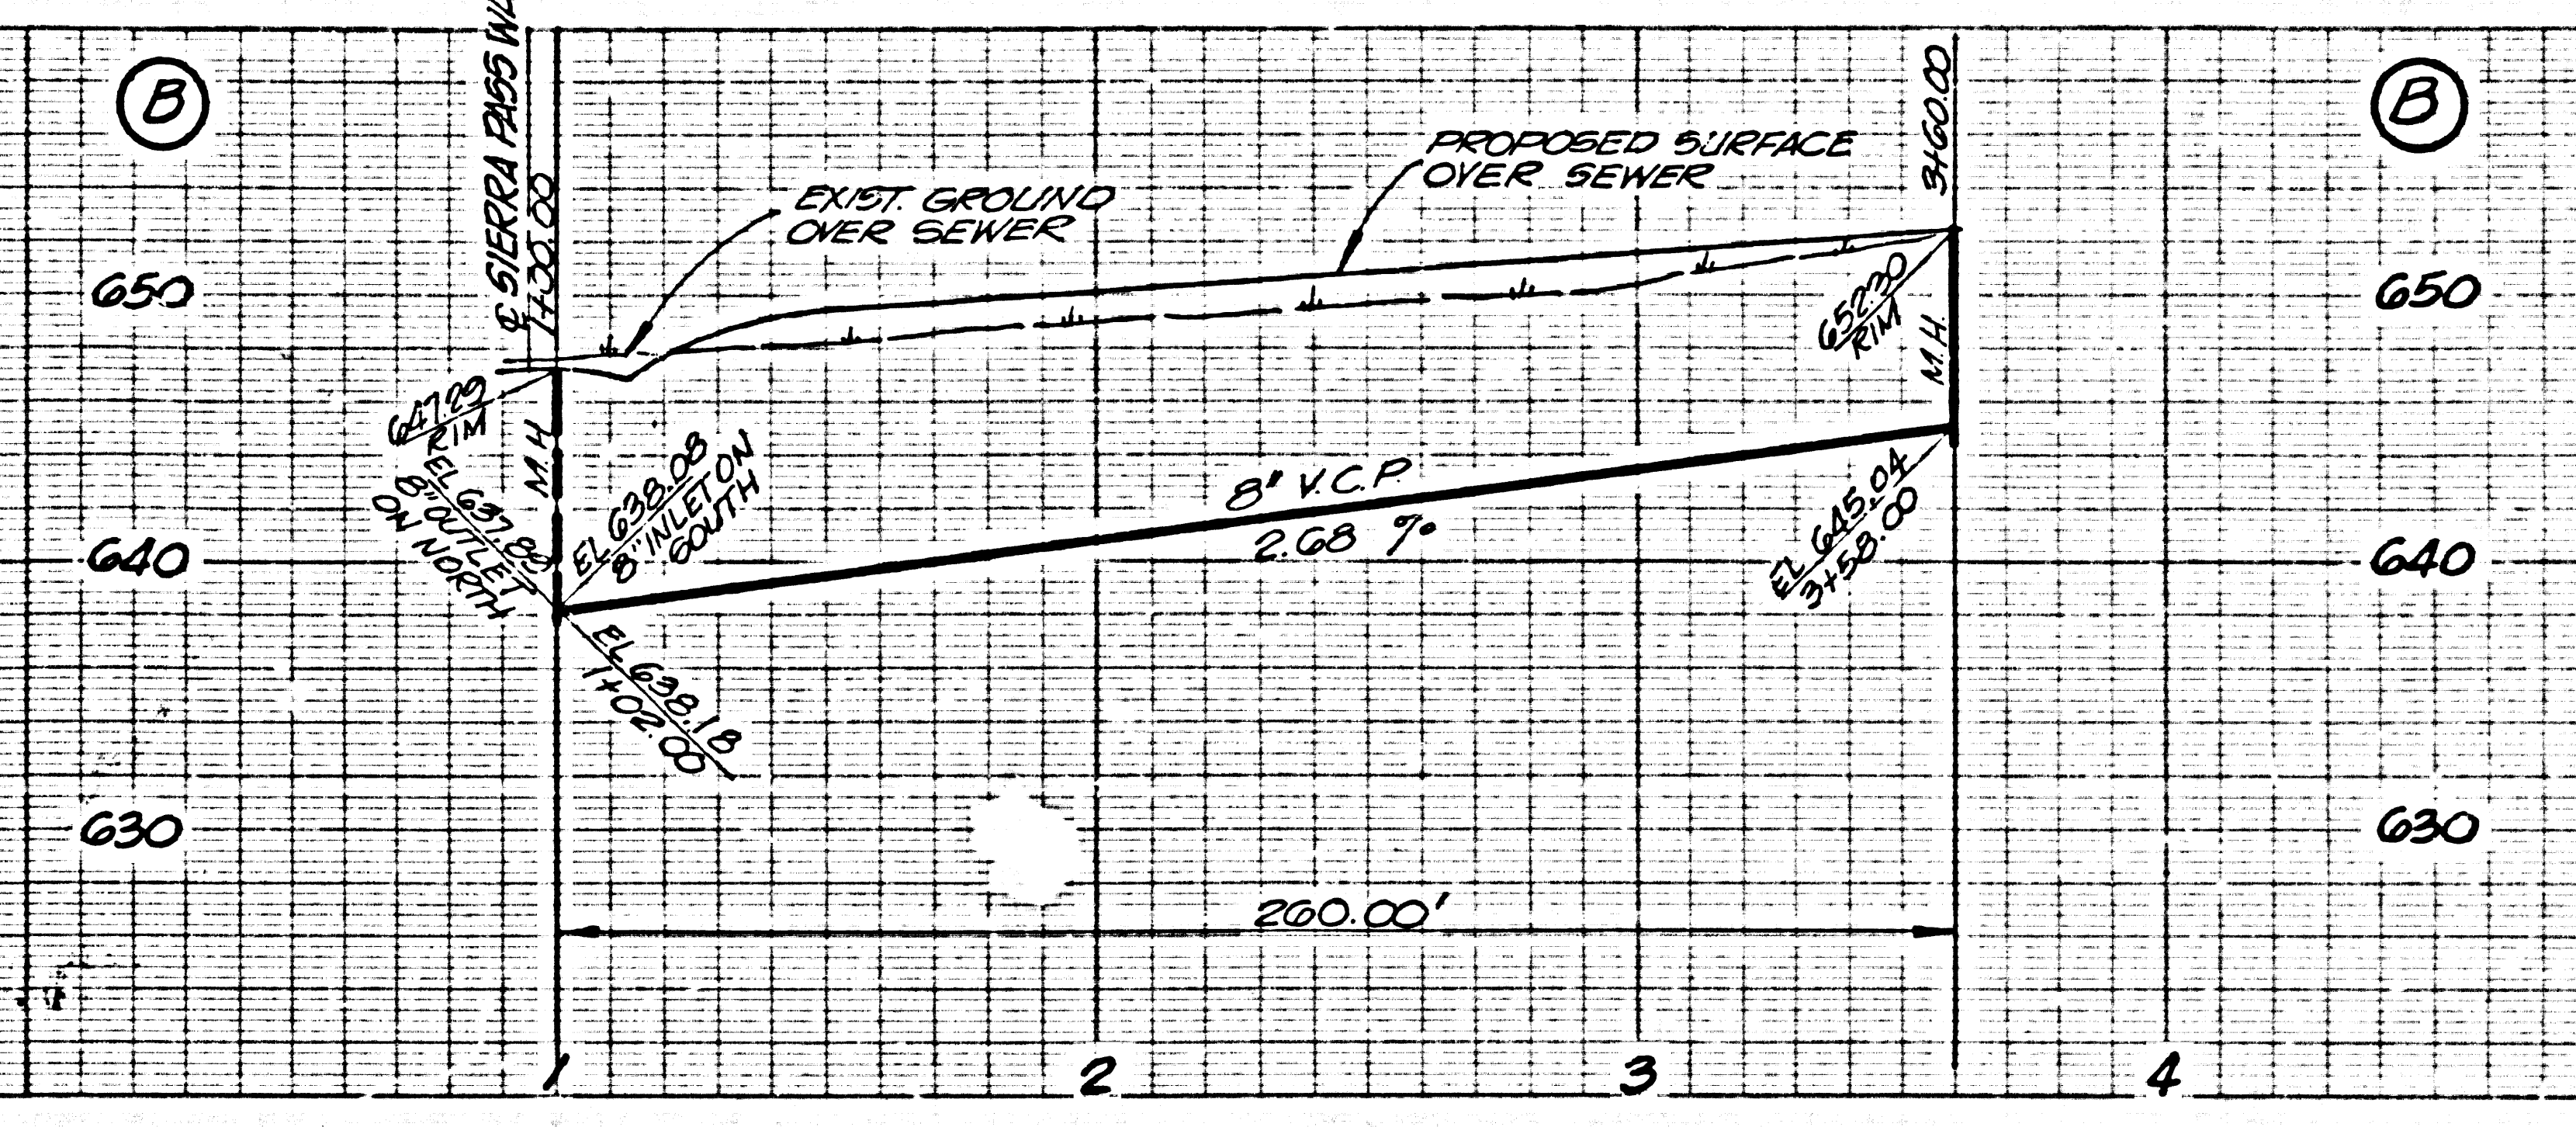 B
B
℄ SIERRA PASS
1+00.00
3+60.00
EXIST. GROUND
OVER SEWER
PROPOSED SURFACE
OVER SEWER
650
650
647.29
RIM
M.H.
652.30
RIM
M.H.
EL
8" OUTLET
ON NORTH
EL 638.08
8" INLET ON
SOUTH
8" V.C.P.
2.68 %
EL 645.04
3+58.00
640
640
EL 638.18
1+02.00
630
630
260.00'
1
2
3
4